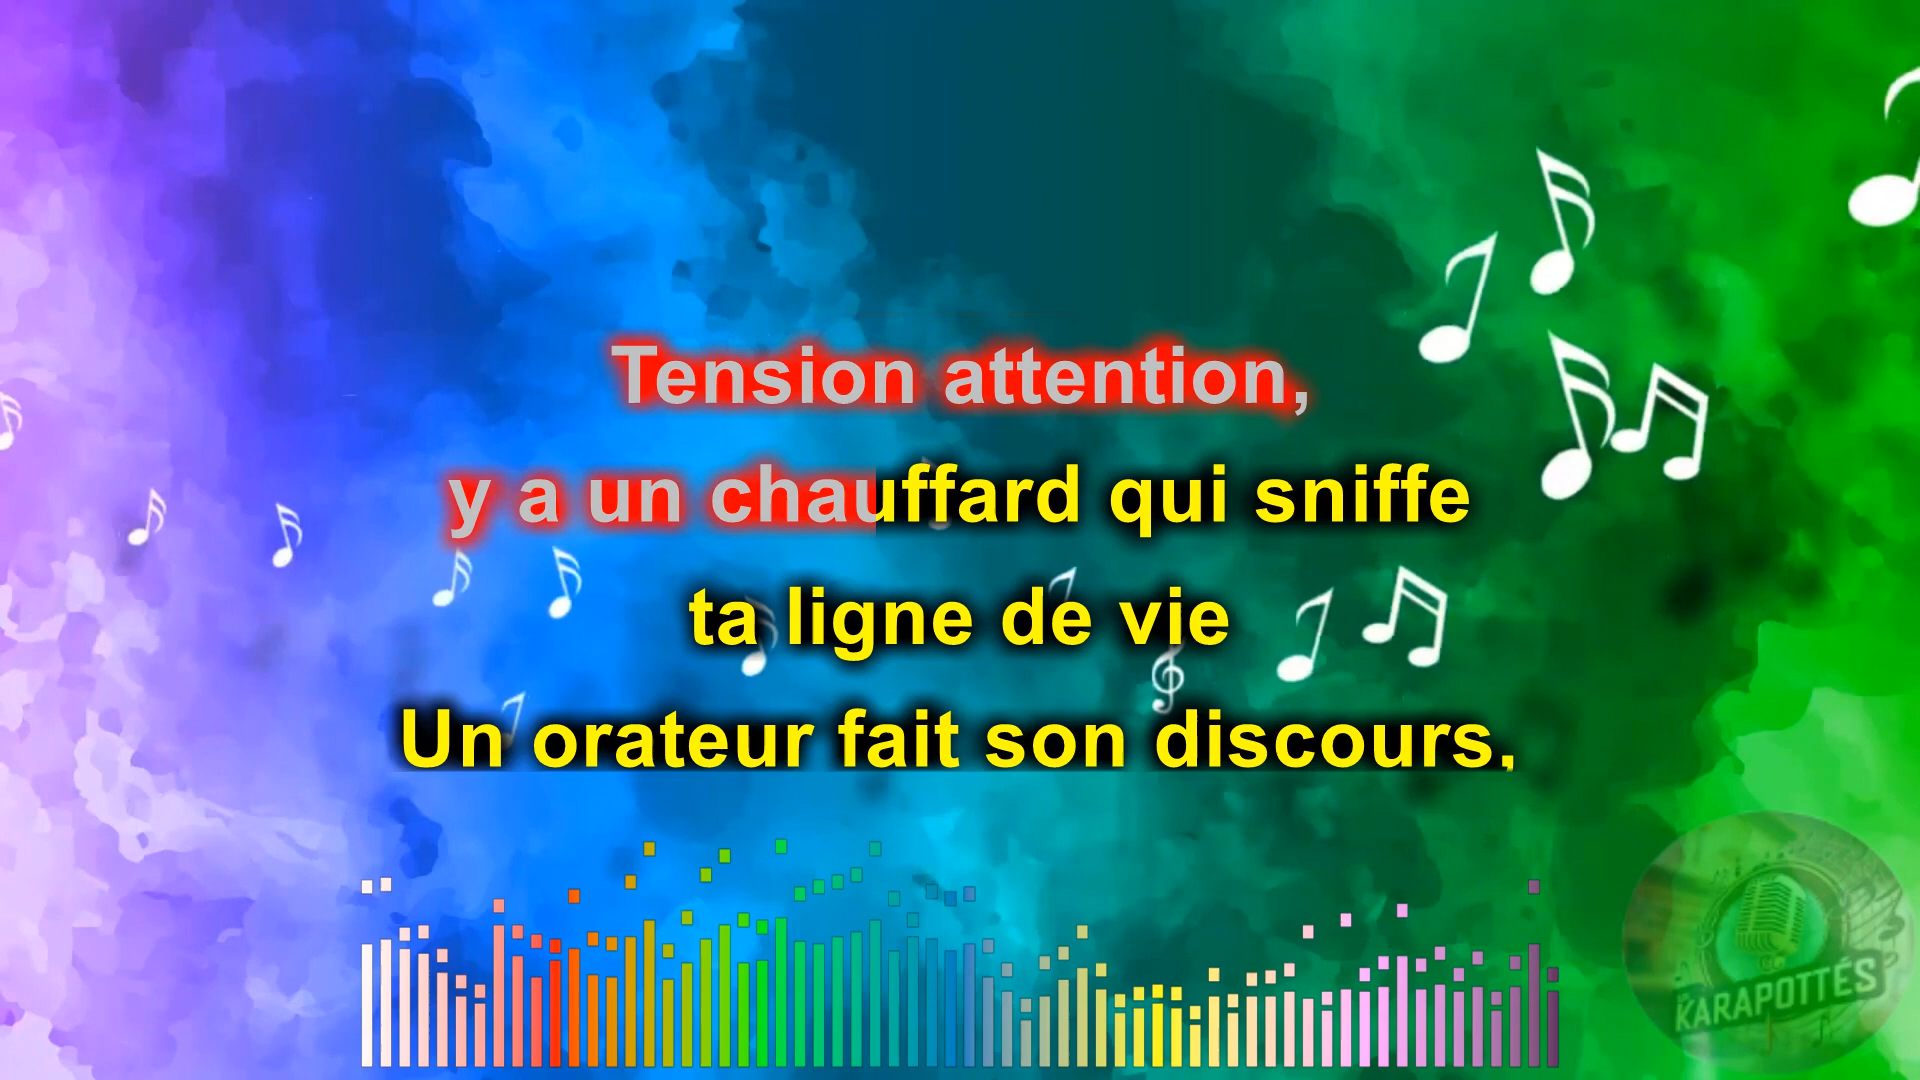 Tension attention,
y a un chauffard qui sniffe
ta ligne de vie
Un orateur fait son discours,
KARAPOTTÉS